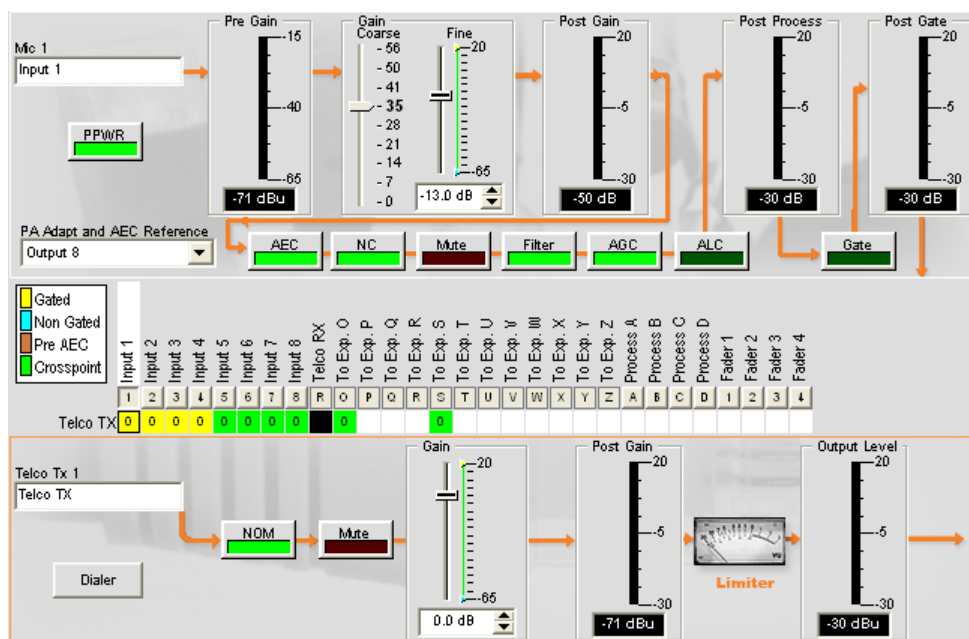 Pre Gain
Gain
Post Gain
Post Process
Post Gate
Coarse
Fine
Mic 1
Input 1
PPWR
-15
-40
-65
-71 dBu
- 56
- 50
- 41
- 35
- 28
- 21
- 14
- 7
- 0
20
-65
-13.0 dB
20
-5
-30
-50 dB
20
-5
-30
-30 dB
20
-5
-30
-30 dB
PA Adapt and AEC Reference
Output 8
AEC
NC
Mute
Filter
AGC
ALC
Gate
Gated
Non Gated
Pre AEC
Crosspoint
Input 1
Input 2
Input 3
Input 4
Input 5
Input 6
Input 7
Input 8
Telco RX
To Exp. O
To Exp. P
To Exp. Q
To Exp. R
To Exp. S
To Exp. T
To Exp. U
To Exp. V
To Exp. W
To Exp. X
To Exp. Y
To Exp. Z
Process A
Process B
Process C
Process D
Fader 1
Fader 2
Fader 3
Fader 4
1 2 3 4 5 6 7 8 R O P Q R S T U V W X Y Z A B C D 1 2 3 4
Telco TX 0 0 0 0 0 0 0 0 0 0
Gain
Post Gain
Output Level
Telco Tx 1
Telco TX
NOM
Mute
Dialer
20
-65
0.0 dB
20
-5
-30
-71 dBu
VU
Limiter
20
-5
-30
-30 dBu